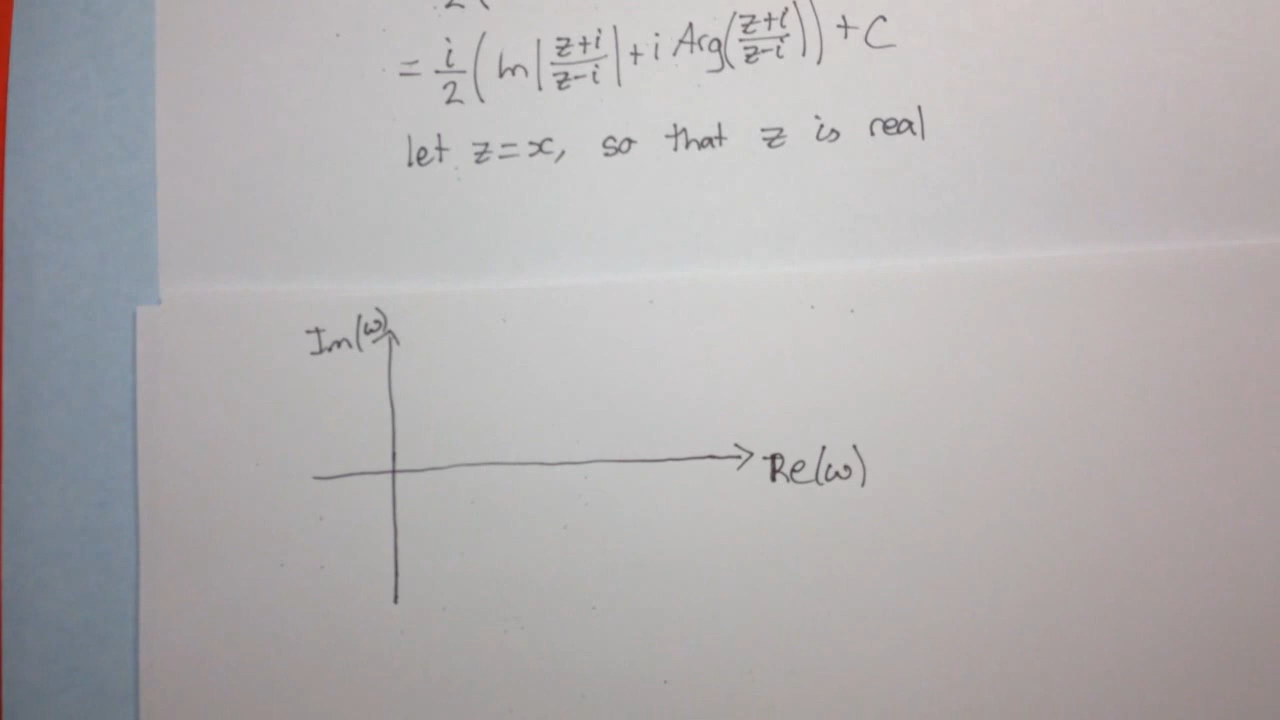 = i/2 ( ln |z+i/z-i| + i Arg(z+i/z-i)) + C
let z=x, so that z is real
Im(ω)
Re(ω)